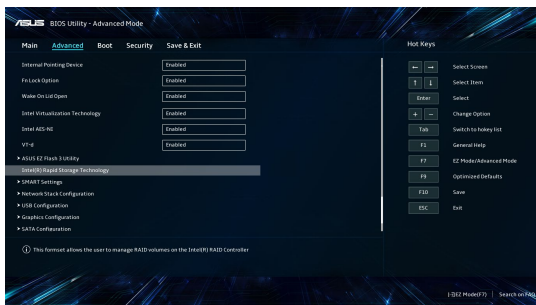 ASUS BIOS Utility - Advanced Mode
Main Advanced Boot Security Save & Exit
Hot Keys
Internal Pointing Device Enabled
Fn Lock Option Enabled
Wake On Lid Open Enabled
Intel Virtualization Technology Enabled
Intel AES-NI Enabled
VT-d Enabled
> ASUS EZ Flash 3 Utility
Intel(R) Rapid Storage Technology
> SMART Settings
> Network Stack Configuration
> USB Configuration
> Graphics Configuration
> SATA Configuration
i This formset allows the user to manage RAID volumes on the Intel(R) RAID Controller
← → Select Screen
↑ ↓ Select Item
Enter Select
+ − Change Option
Tab Switch to hokey list
F1 General Help
F7 EZ Mode/Advanced Mode
F9 Optimized Defaults
F10 Save
ESC Exit
EZ Mode(F7) | Search on FAQ